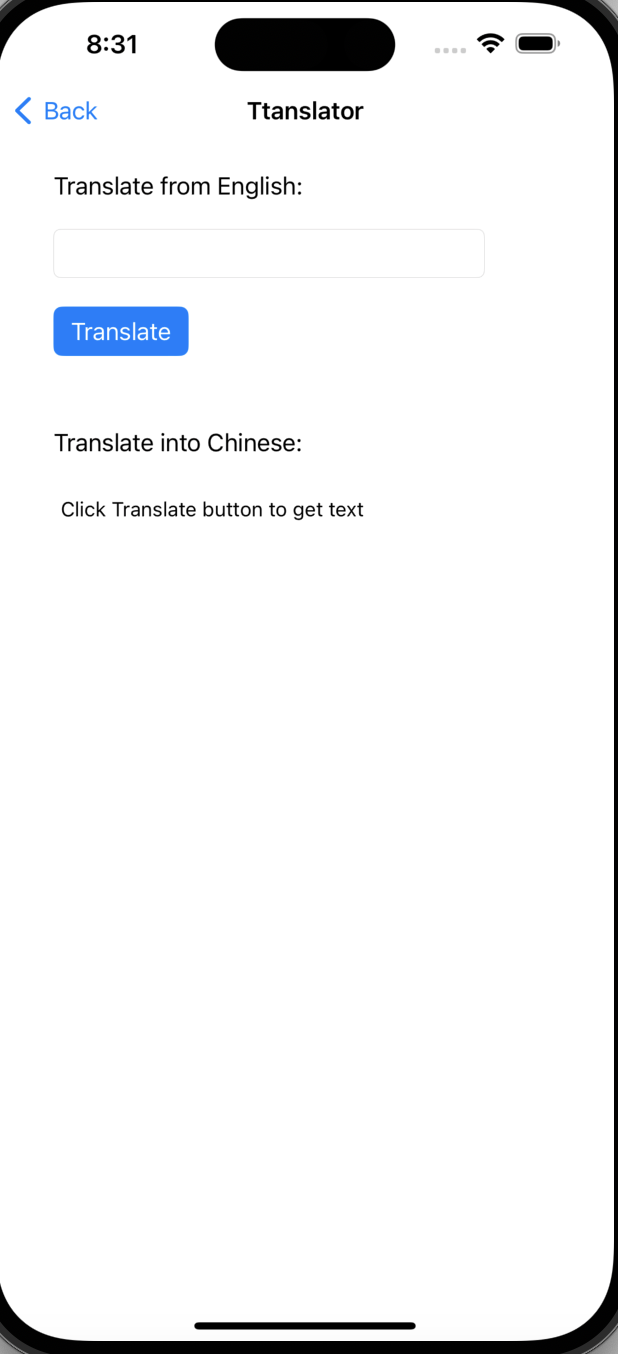 8:31
Back
Ttanslator
Translate from English:
Translate
Translate into Chinese:
Click Translate button to get text